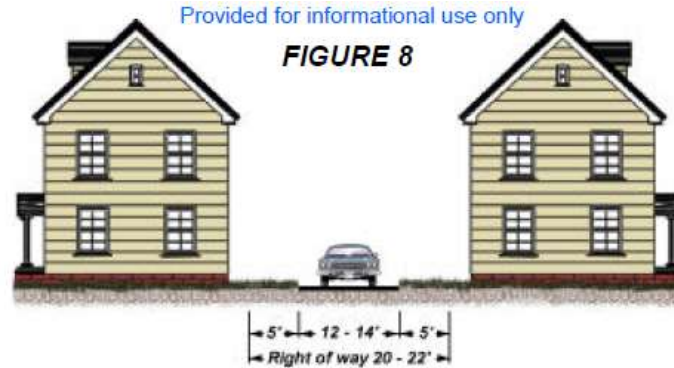 Provided for informational use only
FIGURE 8
5' 12 - 14' 5'
Right of way 20 - 22'